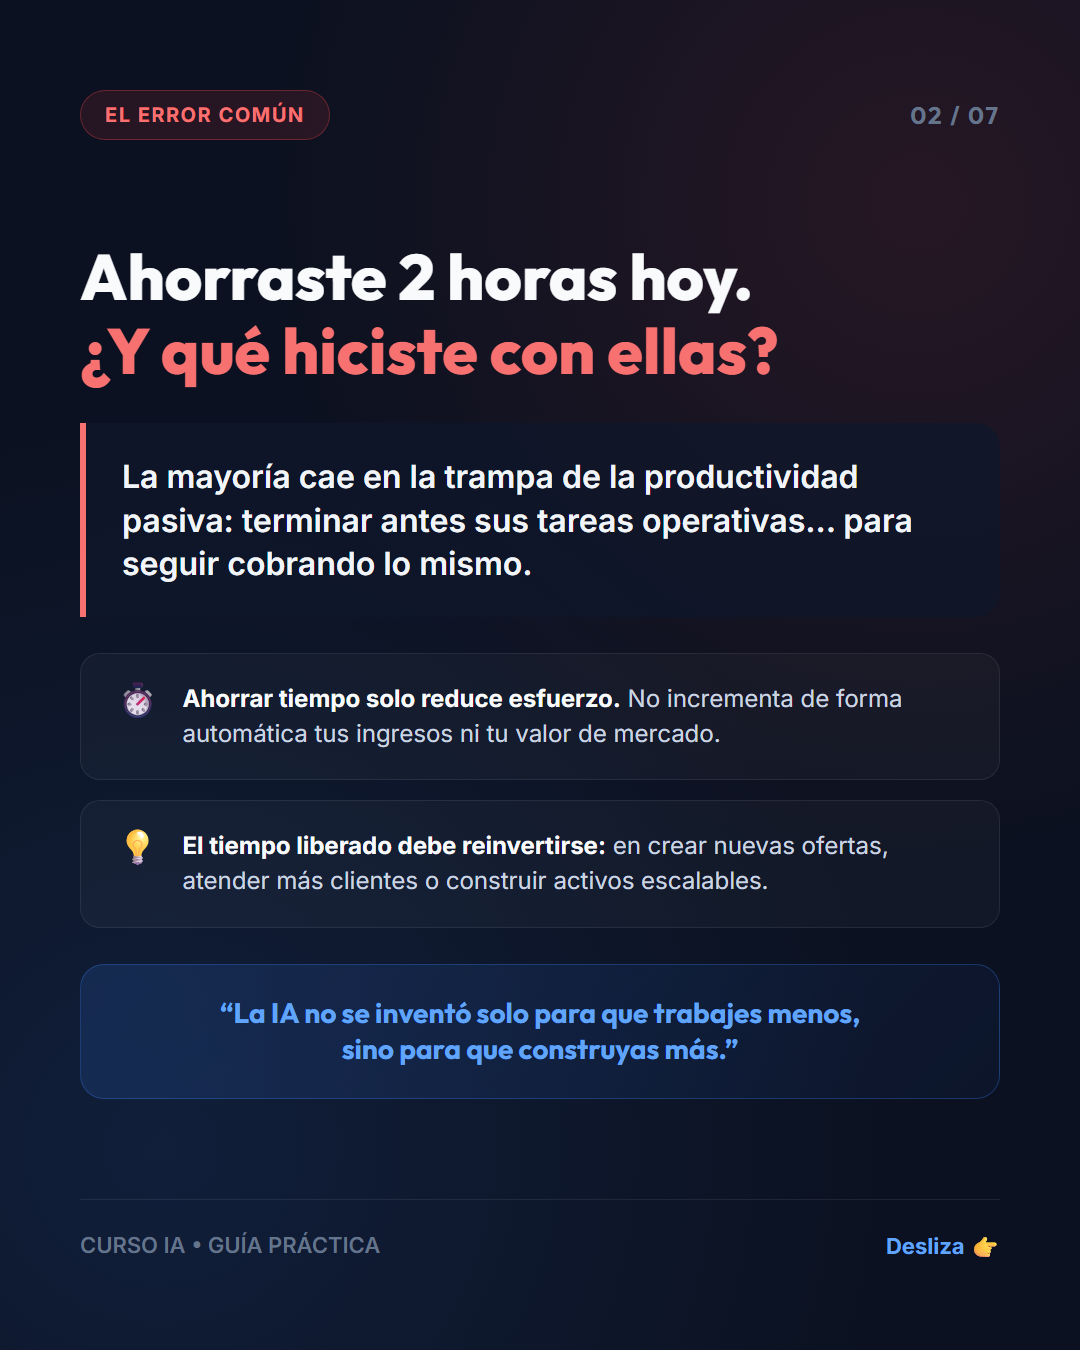 EL ERROR COMÚN
02 / 07
Ahorraste 2 horas hoy.
¿Y qué hiciste con ellas?
La mayoría cae en la trampa de la productividad
pasiva: terminar antes sus tareas operativas... para
seguir cobrando lo mismo.
Ahorrar tiempo solo reduce esfuerzo. No incrementa de forma
automática tus ingresos ni tu valor de mercado.
El tiempo liberado debe reinvertirse: en crear nuevas ofertas,
atender más clientes o construir activos escalables.
“La IA no se inventó solo para que trabajes menos,
sino para que construyas más.”
CURSO IA • GUÍA PRÁCTICA
Desliza 👉